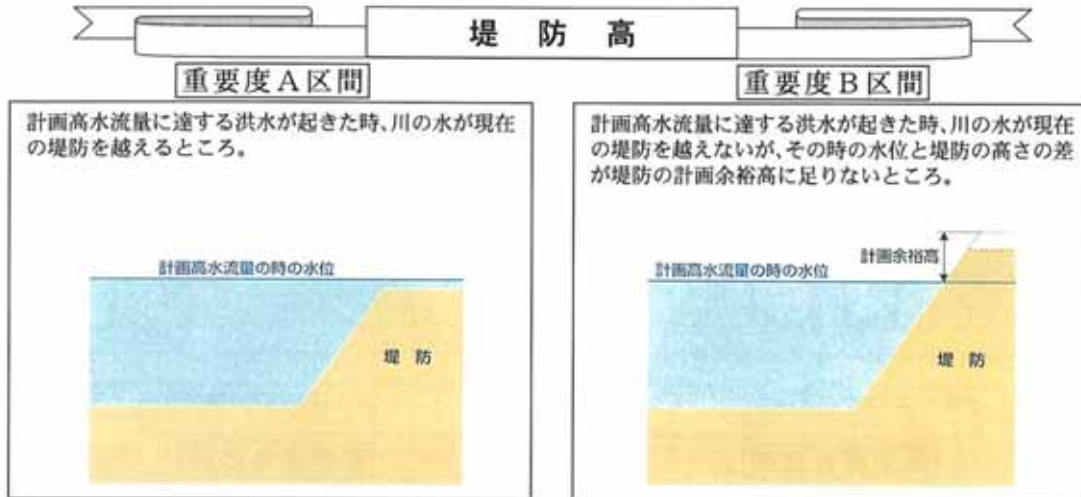 堤防高
重要度A区間
計画高水流量に達する洪水が起きた時、川の水が現在
の堤防を越えるところ。
計画高水流量の時の水位
堤防
重要度B区間
計画高水流量に達する洪水が起きた時、川の水が現在
の堤防を越えないが、その時の水位と堤防の高さの差
が堤防の計画余裕高に足りないところ。
計画余裕高
計画高水流量の時の水位
堤防